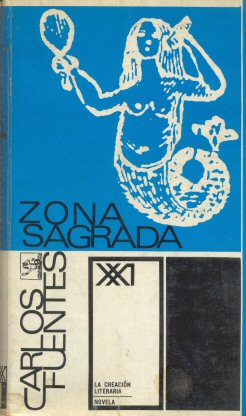 ZONA
SAGRADA
CARLOS
FUENTES
XXI
LA CREACIÓN
LITERARIA
NOVELA